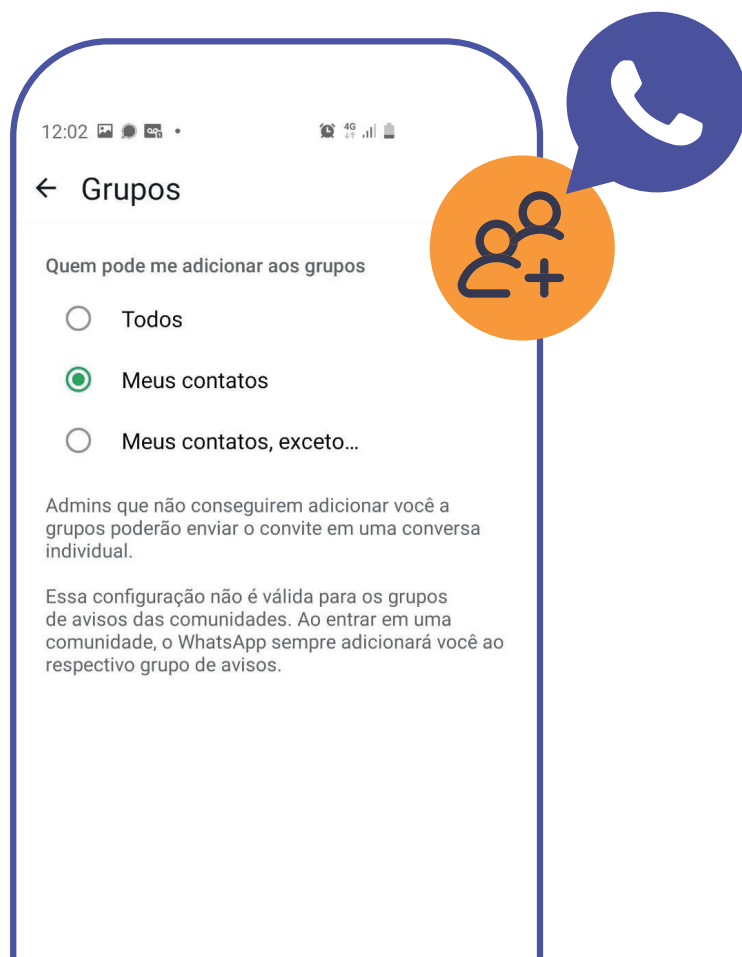 12:02
4G
Grupos
Quem pode me adicionar aos grupos
Todos
Meus contatos
Meus contatos, exceto...
Admins que não conseguirem adicionar você a
grupos poderão enviar o convite em uma conversa
individual.
Essa configuração não é válida para os grupos
de avisos das comunidades. Ao entrar em uma
comunidade, o WhatsApp sempre adicionará você ao
respectivo grupo de avisos.